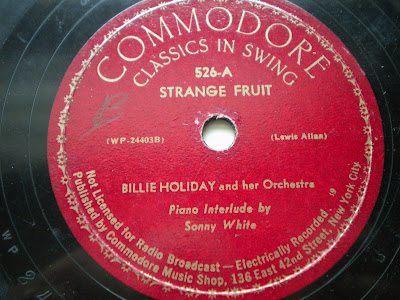 COMMODORE
CLASSICS IN SWING
526-A
STRANGE FRUIT
(WP-24403B)
(Lewis Allan)
BILLIE HOLIDAY and her Orchestra
Piano Interlude by
Sonny White
Not Licensed for Radio Broadcast — Electrically Recorded,
Published by Commodore Music Shop, 136 East 42nd Street, New York City